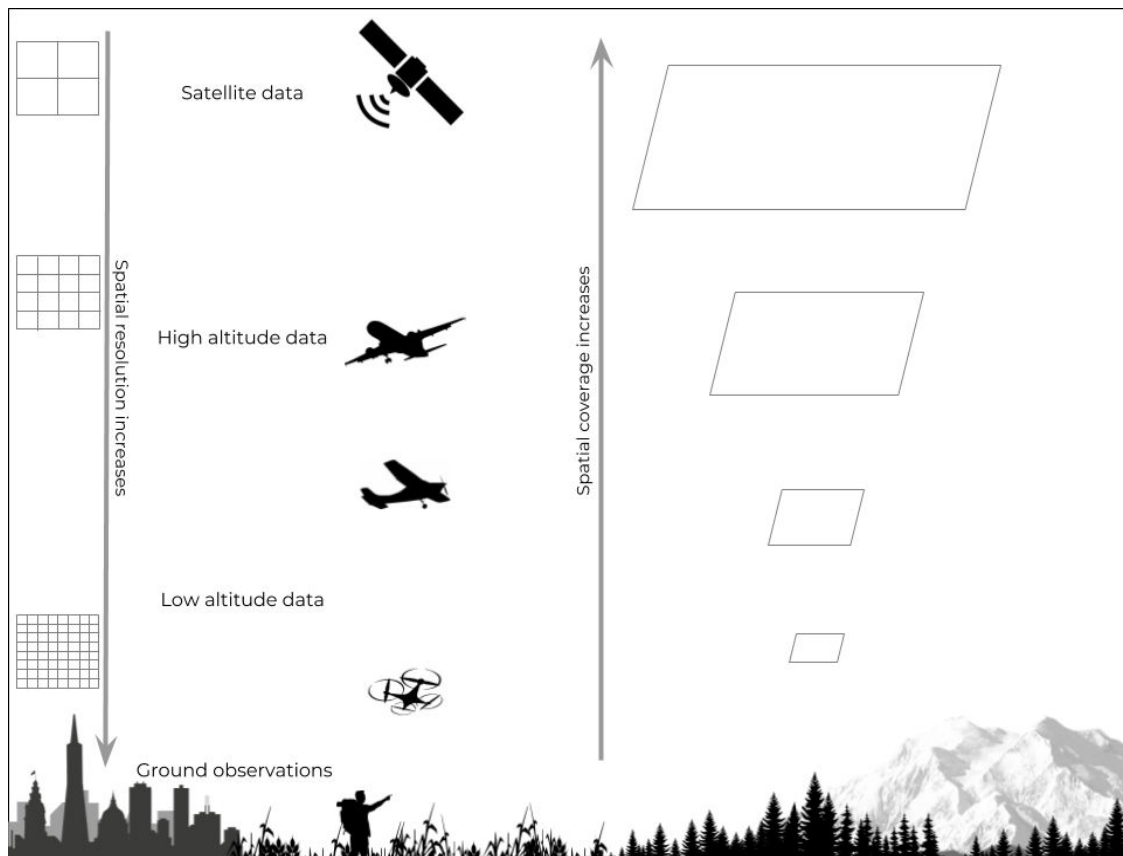 Satellite data
Spatial resolution increases
High altitude data
Spatial coverage increases
Low altitude data
Ground observations